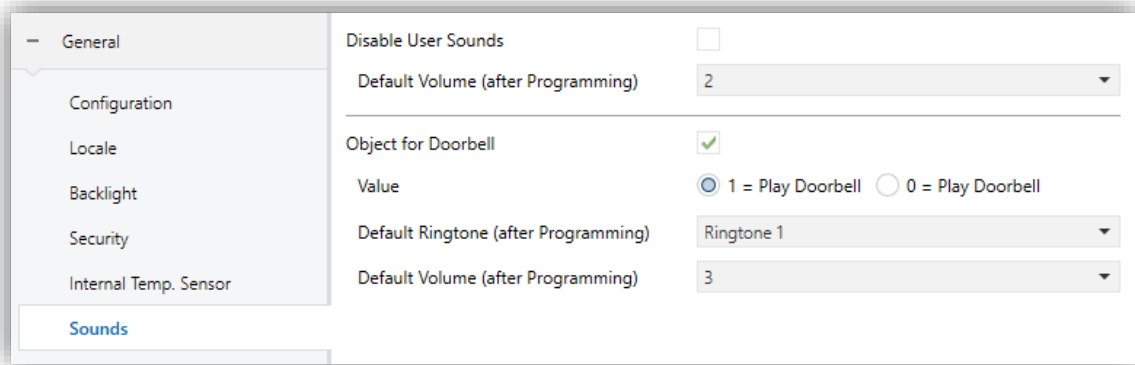 General
Configuration
Locale
Backlight
Security
Internal Temp. Sensor
Sounds
Disable User Sounds
Default Volume (after Programming) 2
Object for Doorbell
Value 1 = Play Doorbell 0 = Play Doorbell
Default Ringtone (after Programming) Ringtone 1
Default Volume (after Programming) 3